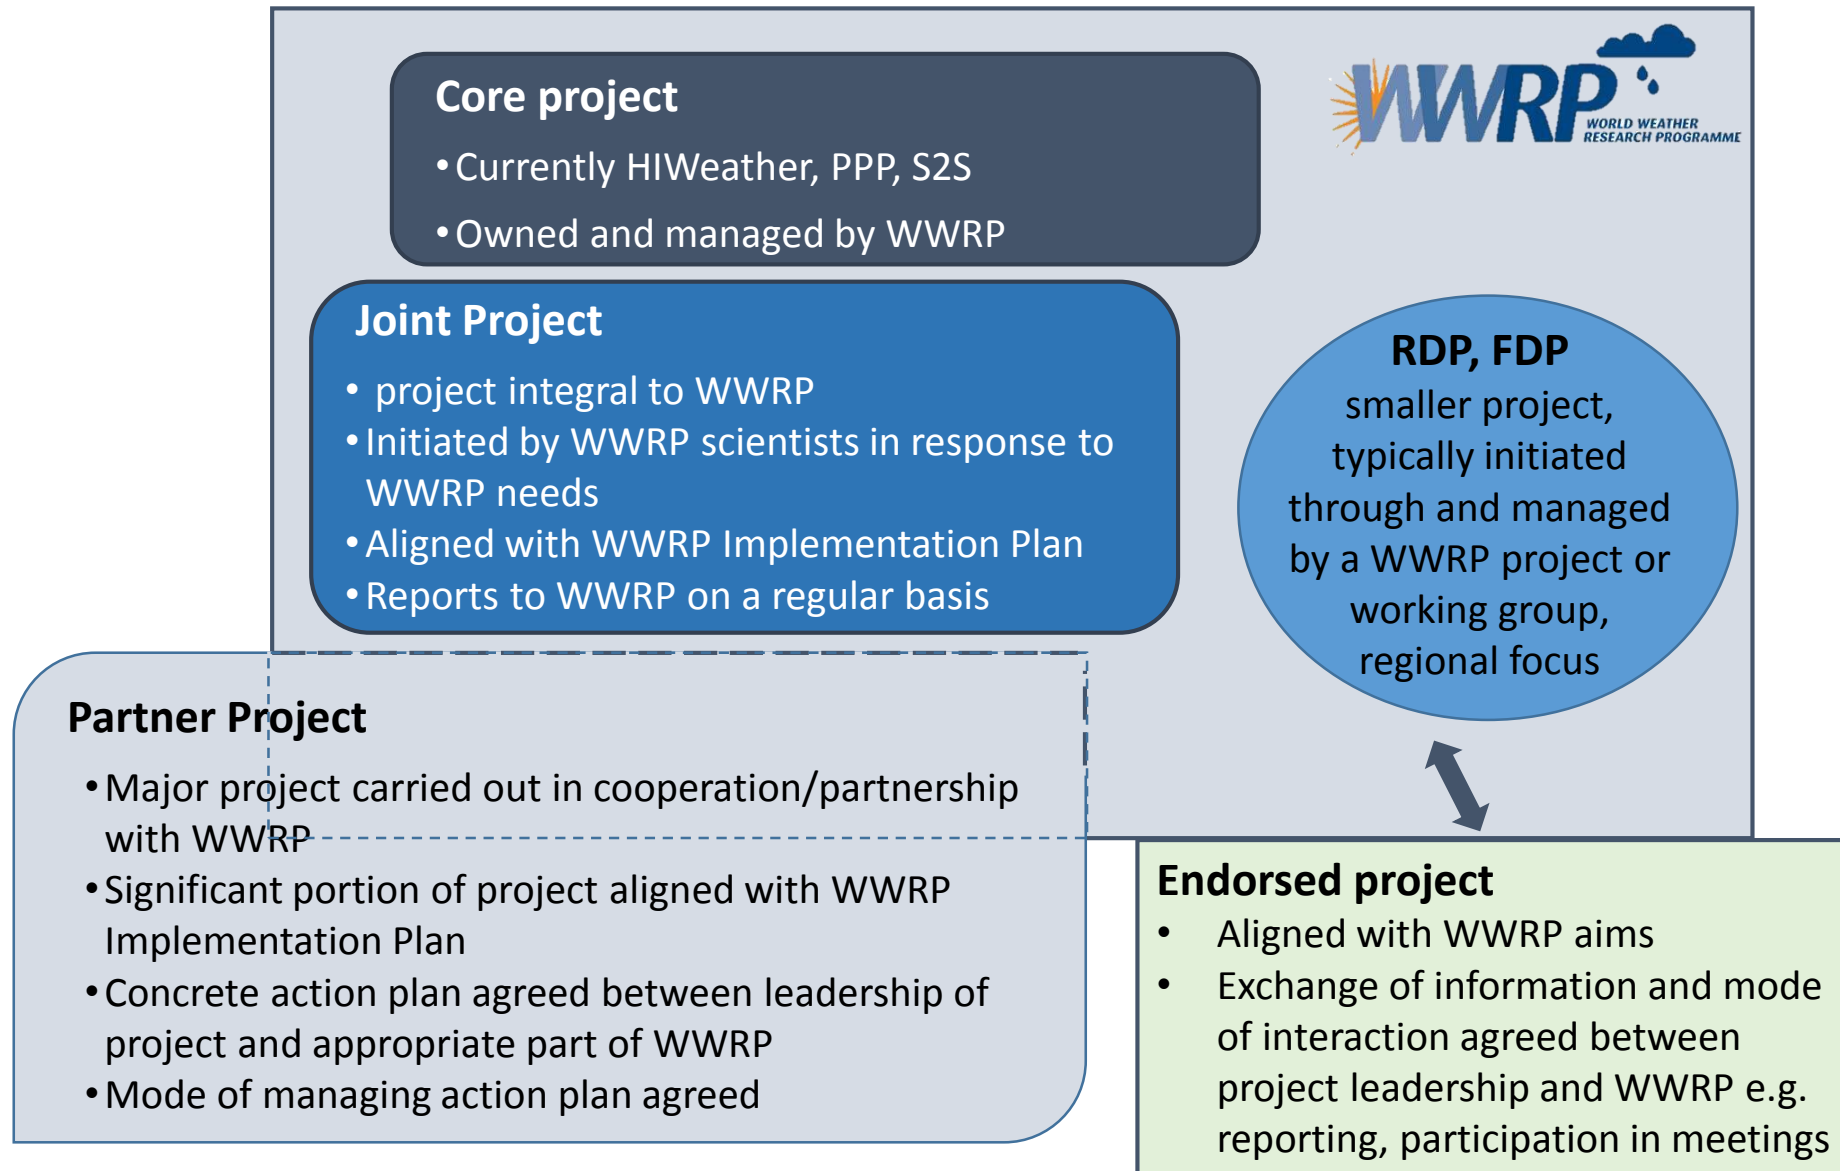 Core project
• Currently HIWeather, PPP, S2S
• Owned and managed by WWRP
WWRP
WORLD WEATHER
RESEARCH PROGRAMME
Joint Project
• project integral to WWRP
• Initiated by WWRP scientists in response to
WWRP needs
• Aligned with WWRP Implementation Plan
• Reports to WWRP on a regular basis
RDP, FDP
smaller project,
typically initiated
through and managed
by a WWRP project or
working group,
regional focus
Partner Project
• Major project carried out in cooperation/partnership
with WWRP
• Significant portion of project aligned with WWRP
Implementation Plan
• Concrete action plan agreed between leadership of
project and appropriate part of WWRP
• Mode of managing action plan agreed
Endorsed project
• Aligned with WWRP aims
• Exchange of information and mode
of interaction agreed between
project leadership and WWRP e.g.
reporting, participation in meetings